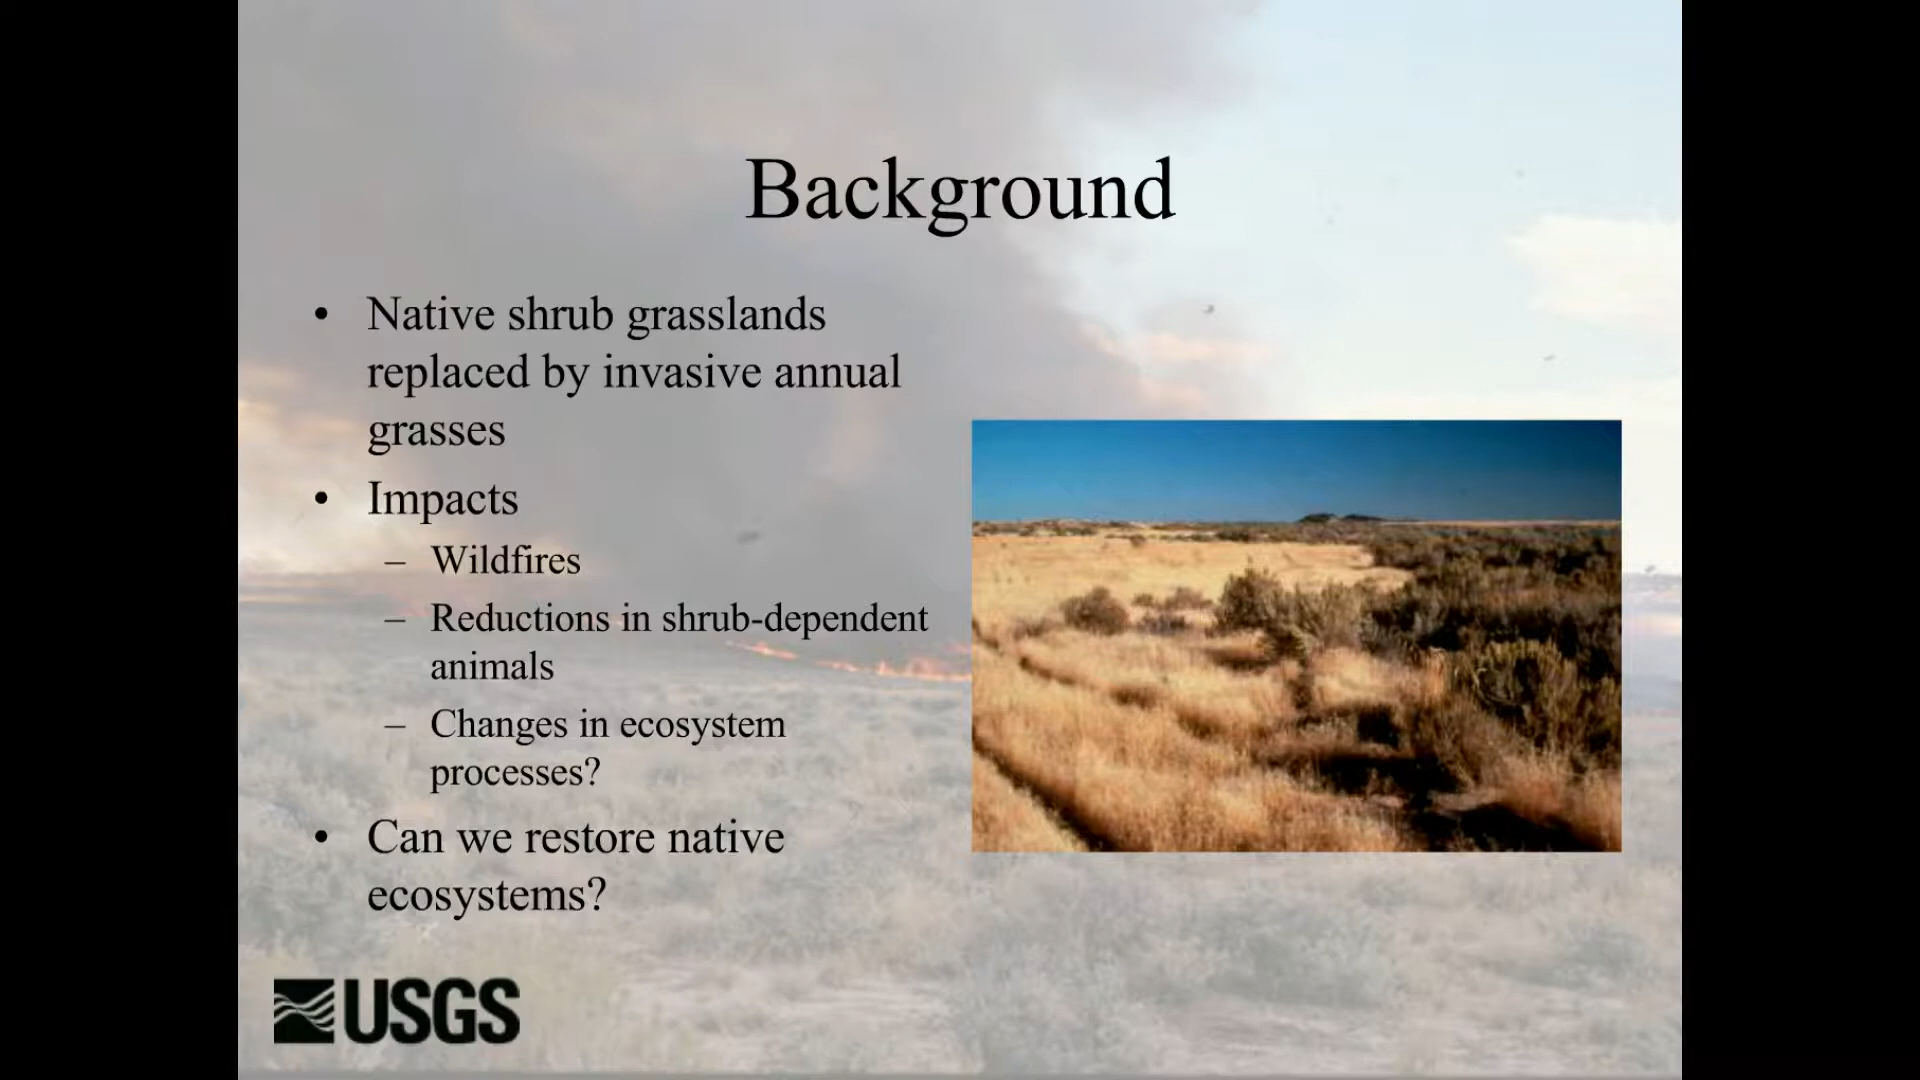 Background
• Native shrub grasslands
replaced by invasive annual
grasses
• Impacts
– Wildfires
– Reductions in shrub-dependent
animals
– Changes in ecosystem
processes?
• Can we restore native
ecosystems?
USGS